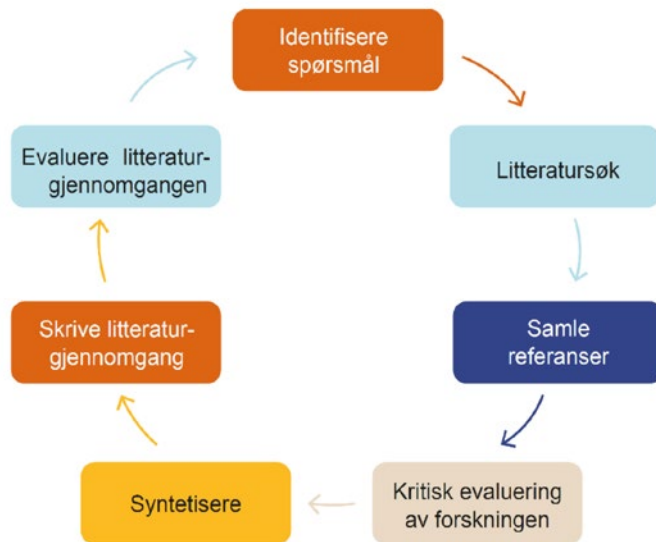 Identifisere
spørsmål
Litteratursøk
Samle
referanser
Kritisk evaluering
av forskningen
Syntetisere
Skrive litteratur-
gjennomgang
Evaluere litteratur-
gjennomgangen